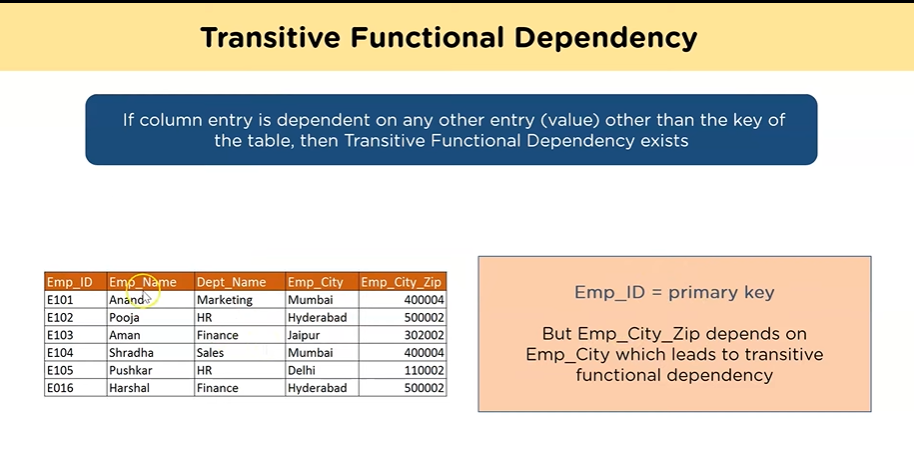 Transitive Functional Dependency
If column entry is dependent on any other entry (value) other than the key of
the table, then Transitive Functional Dependency exists
Emp_ID Emp_Name Dept_Name Emp_City Emp_City_Zip
E101 Anand Marketing Mumbai 400004
E102 Pooja HR Hyderabad 500002
E103 Aman Finance Jaipur 302002
E104 Shradha Sales Mumbai 400004
E105 Pushkar HR Delhi 110002
E016 Harshal Finance Hyderabad 500002
Emp_ID = primary key
But Emp_City_Zip depends on
Emp_City which leads to transitive
functional dependency